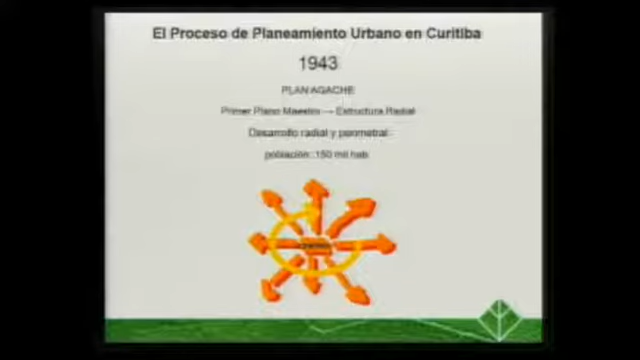 El Proceso de Planeamiento Urbano en Curitiba
1943
PLAN AGACHE
Primer Plano Maestro — Estructura Radial
Desarrollo radial y perimetral
población: 150 mil hab